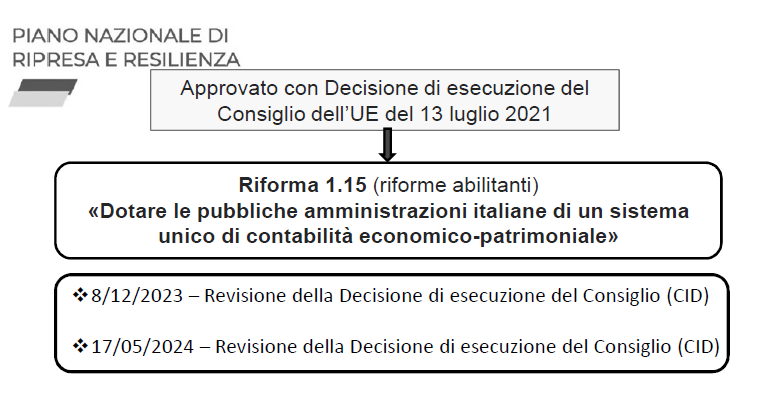 PIANO NAZIONALE DI
RIPRESA E RESILIENZA
Approvato con Decisione di esecuzione del
Consiglio dell’UE del 13 luglio 2021
Riforma 1.15 (riforme abilitanti)
«Dotare le pubbliche amministrazioni italiane di un sistema
unico di contabilità economico-patrimoniale»
❖8/12/2023 – Revisione della Decisione di esecuzione del Consiglio (CID)
❖17/05/2024 – Revisione della Decisione di esecuzione del Consiglio (CID)